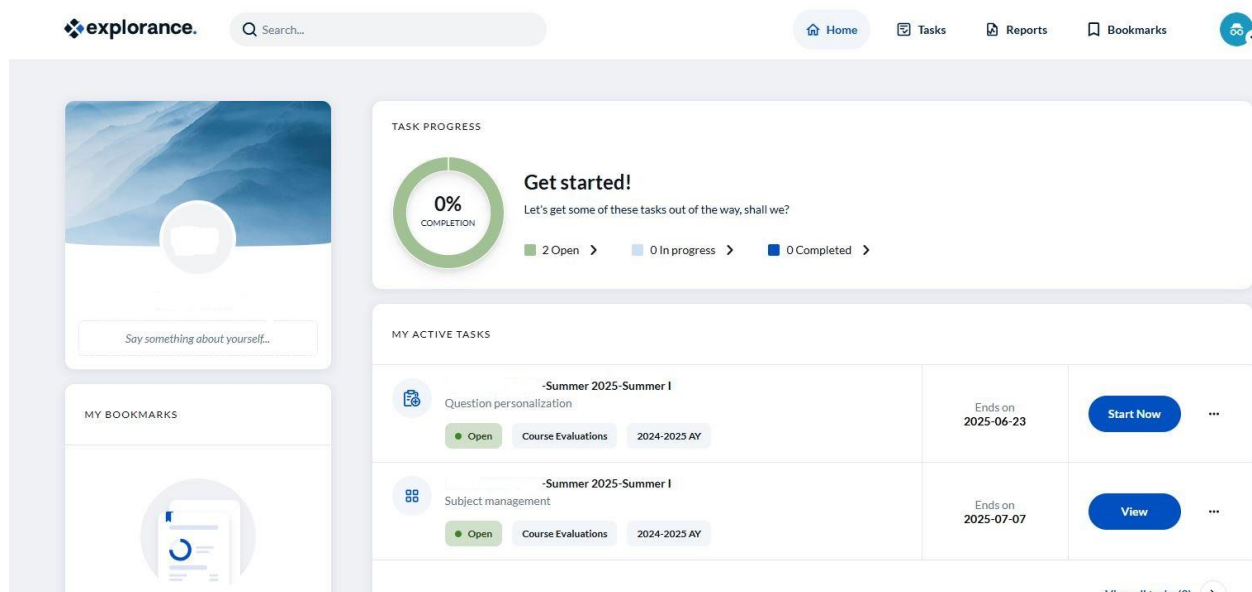 explorance.
Search...
Home
Tasks
Reports
Bookmarks
Say something about yourself...
MY BOOKMARKS
TASK PROGRESS
0%
COMPLETION
Get started!
Let's get some of these tasks out of the way, shall we?
2 Open
0 In progress
0 Completed
MY ACTIVE TASKS
-Summer 2025-Summer I
Question personalization
Open Course Evaluations 2024-2025 AY
Ends on
2025-06-23
Start Now
-Summer 2025-Summer I
Subject management
Open Course Evaluations 2024-2025 AY
Ends on
2025-07-07
View